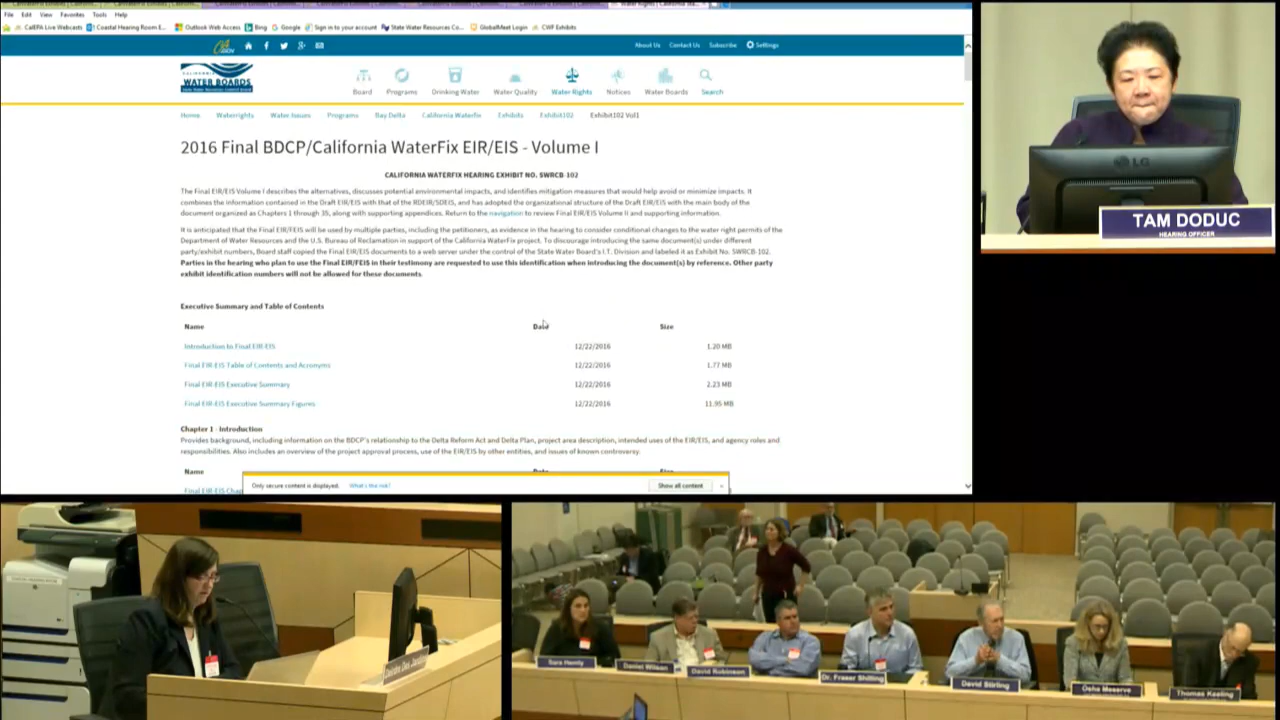 File Edit View Favorites Tools Help
CalEPA Live Webcasts Coastal Hearing Room E... Outlook Web Access Bing Google Sign in to your account State Water Resources Co... GlobalMeet Login CWF Exhibits
About Us Contact Us Subscribe Settings
WATER BOARDS
Board Programs Drinking Water Water Quality Water Rights Notices Water Boards Search
Home Waterrights Water Issues Programs Bay Delta California Waterfix Exhibits Exhibit102 Exhibit102 Vol1
2016 Final BDCP/California WaterFix EIR/EIS - Volume I
CALIFORNIA WATERFIX HEARING EXHIBIT NO. SWRCB-102
The Final EIR/EIS Volume I describes the alternatives, discusses potential environmental impacts, and identifies mitigation measures that would help avoid or minimize impacts. It
combines the information contained in the Draft EIR/EIS with that of the RDEIR/SDEIS, and has adopted the organizational structure of the Draft EIR/EIS with the main body of the
document organized as Chapters 1 through 35, along with supporting appendices. Return to the navigation to review Final EIR/EIS Volume II and supporting information.
It is anticipated that the Final EIR/FEIS will be used by multiple parties, including the petitioners, as evidence in the hearing to consider conditional changes to the water right permits of the
Department of Water Resources and the U.S. Bureau of Reclamation in support of the California WaterFix project. To discourage introducing the same document(s) under different
party/exhibit numbers, Board staff copied the Final EIR/EIS documents to a web server under the control of the State Water Board's I.T. Division and labeled it as Exhibit No. SWRCB-102.
Parties in the hearing who plan to use the Final EIR/FEIS in their testimony are requested to use this identification when introducing the document(s) by reference. Other party
exhibit identification numbers will not be allowed for these documents.
Executive Summary and Table of Contents
Name Date Size
Introduction to Final EIR-EIS 12/22/2016 1.20 MB
Final EIR-EIS Table of Contents and Acronyms 12/22/2016 1.77 MB
Final EIR-EIS Executive Summary 12/22/2016 2.23 MB
Final EIR-EIS Executive Summary Figures 12/22/2016 11.95 MB
Chapter 1 - Introduction
Provides background, including information on the BDCP's relationship to the Delta Reform Act and Delta Plan, project area description, intended uses of the EIR/EIS, and agency roles and
responsibilities. Also includes an overview of the project approval process, use of the EIR/EIS by other entities, and issues of known controversy.
Name Date Size
Final EIR-EIS Chap
Only secure content is displayed. What's the risk? Show all content
LG
TAM DODUC
HEARING OFFICER
Sara Hemly
Daniel Wilson
David Robinson
Dr. Fraser Shilling
David Stirling
Osha Meserve
Thomas Keeling